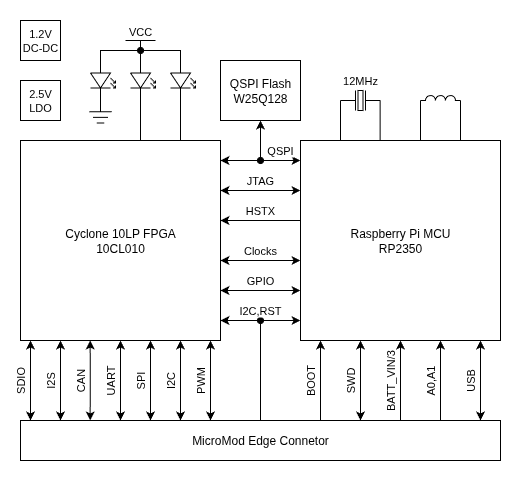 1.2V
DC-DC
VCC
2.5V
LDO
QSPI Flash
W25Q128
12MHz
QSPI
JTAG
HSTX
Cyclone 10LP FPGA
10CL010
Raspberry Pi MCU
RP2350
Clocks
GPIO
I2C,RST
SDIO
I2S
CAN
UART
SPI
I2C
PWM
BOOT
SWD
BATT_VIN/3
A0,A1
USB
MicroMod Edge Connetor